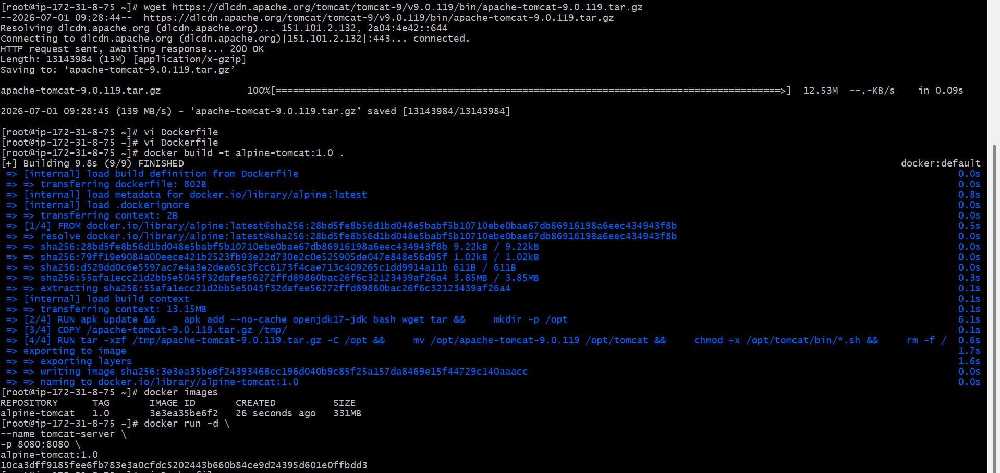 [root@ip-172-31-8-75 ~]# wget https://dlcdn.apache.org/tomcat/tomcat-9/v9.0.119/bin/apache-tomcat-9.0.119.tar.gz
--2026-07-01 09:28:44--  https://dlcdn.apache.org/tomcat/tomcat-9/v9.0.119/bin/apache-tomcat-9.0.119.tar.gz
Resolving dlcdn.apache.org (dlcdn.apache.org)... 151.101.2.132, 2a04:4e42::644
Connecting to dlcdn.apache.org (dlcdn.apache.org)|151.101.2.132|:443... connected.
HTTP request sent, awaiting response... 200 OK
Length: 13143984 (13M) [application/x-gzip]
Saving to: ‘apache-tomcat-9.0.119.tar.gz’
apache-tomcat-9.0.119.tar.gz 100%[========================================================================================>] 12.53M --.-KB/s in 0.09s
2026-07-01 09:28:45 (139 MB/s) - ‘apache-tomcat-9.0.119.tar.gz’ saved [13143984/13143984]
[root@ip-172-31-8-75 ~]# vi Dockerfile
[root@ip-172-31-8-75 ~]# vi Dockerfile
[root@ip-172-31-8-75 ~]# docker build -t alpine-tomcat:1.0 .
[+] Building 9.8s (9/9) FINISHED docker:default
=> [internal] load build definition from Dockerfile 0.0s
=> => transferring dockerfile: 802B 0.0s
=> [internal] load metadata for docker.io/library/alpine:latest 0.8s
=> [internal] load .dockerignore 0.0s
=> => transferring context: 2B 0.0s
=> [1/4] FROM docker.io/library/alpine:latest@sha256:28bd5fe8b56d1bd048e5babf5b10710ebe0bae67db86916198a6eec434943f8b 0.5s
=> => resolve docker.io/library/alpine:latest@sha256:28bd5fe8b56d1bd048e5babf5b10710ebe0bae67db86916198a6eec434943f8b 0.0s
=> => sha256:28bd5fe8b56d1bd048e5babf5b10710ebe0bae67db86916198a6eec434943f8b 9.22kB / 9.22kB 0.0s
=> => sha256:79ff19e9084a00eece421b2523fb93e22d730e2c0e525905de047e848e56d95f 1.02kB / 1.02kB 0.0s
=> => sha256:d529dd0c6e5597ac7e4a3e2dea65c3fcc6173f4cae713c409265c1dd9914a11b 611B / 611B 0.0s
=> => sha256:55afa1ecc21d2bb5e5045f32dafee56272ffd89860bac26f6c32123439af26a4 3.85MB / 3.85MB 0.3s
=> => extracting sha256:55afa1ecc21d2bb5e5045f32dafee56272ffd89860bac26f6c32123439af26a4 0.1s
=> [internal] load build context 0.1s
=> => transferring context: 13.15MB 0.1s
=> [2/4] RUN apk update &&     apk add --no-cache openjdk17-jdk bash wget tar &&     mkdir -p /opt 6.1s
=> [3/4] COPY /apache-tomcat-9.0.119.tar.gz /tmp/ 0.1s
=> [4/4] RUN tar -xzf /tmp/apache-tomcat-9.0.119.tar.gz -C /opt &&     mv /opt/apache-tomcat-9.0.119 /opt/tomcat &&     chmod +x /opt/tomcat/bin/*.sh &&     rm -f / 0.6s
=> exporting to image 1.7s
=> => exporting layers 1.6s
=> => writing image sha256:3e3ea35be6f24393468cc196d040b9c85f25a157da8469e15f44729c140aaacc 0.0s
=> => naming to docker.io/library/alpine-tomcat:1.0 0.0s
[root@ip-172-31-8-75 ~]# docker images
REPOSITORY TAG IMAGE ID CREATED SIZE
alpine-tomcat 1.0 3e3ea35be6f2 26 seconds ago 331MB
[root@ip-172-31-8-75 ~]# docker run -d \
--name tomcat-server \
-p 8080:8080 \
alpine-tomcat:1.0
10ca3dff9185fee6fb783e3a0cfdc5202443b660b84ce9d24395d601e0ffbdd3